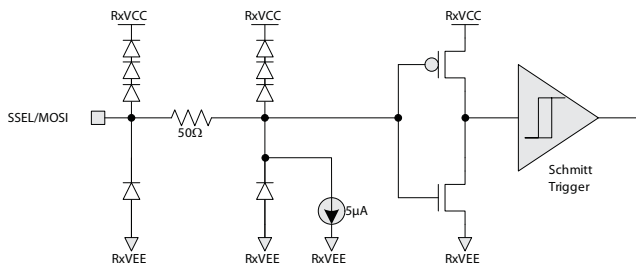 RxVCC RxVCC RxVCC
SSEL/MOSI
50Ω
Schmitt
Trigger
5µA
RxVEE RxVEE RxVEE RxVEE